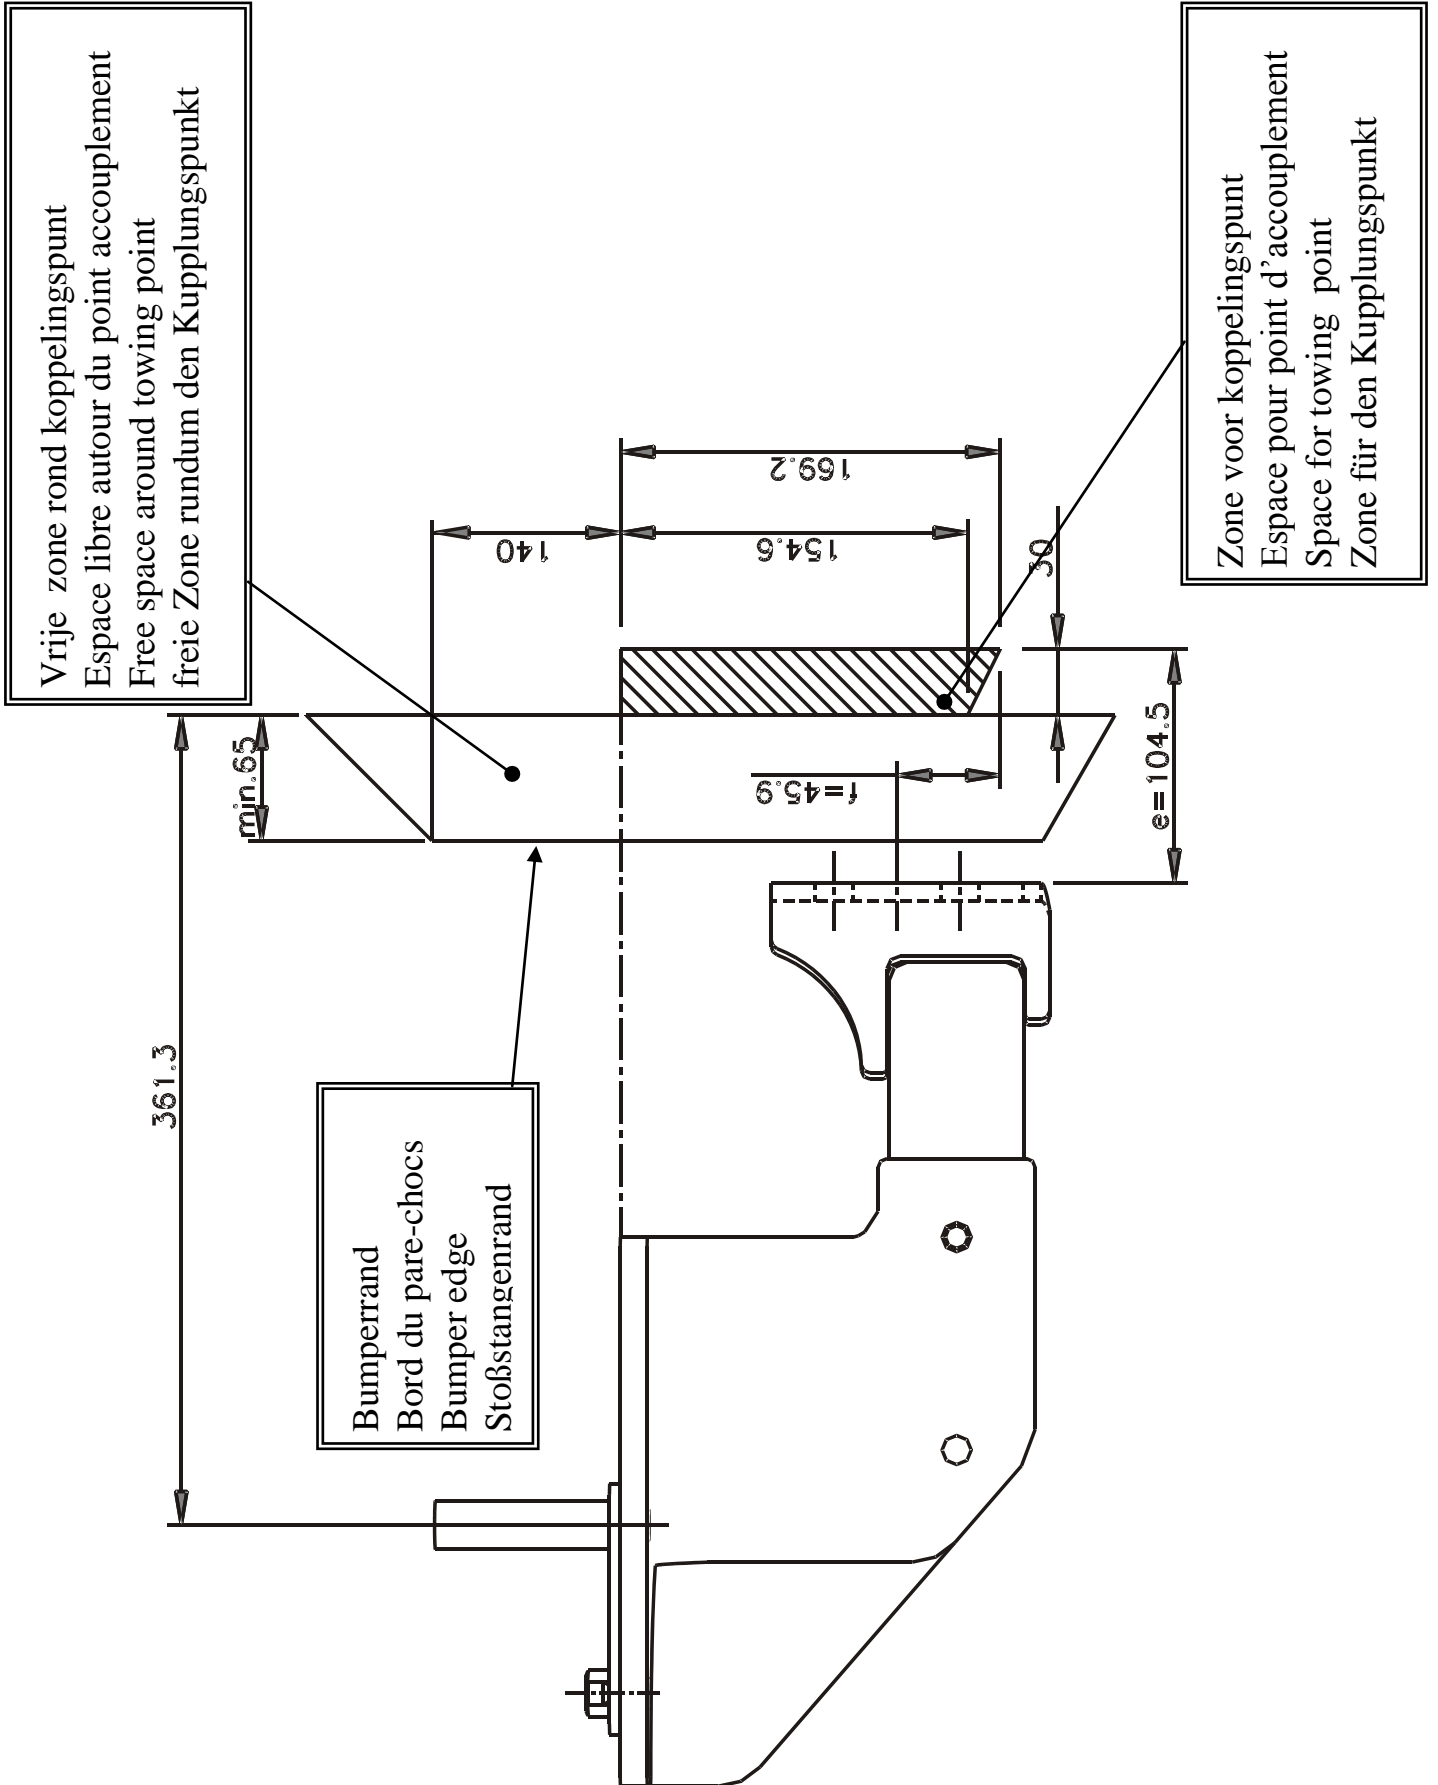 Vrije zone rond koppelingspunt
Espace libre autour du point accouplement
Free space around towing point
freie Zone rundum den Kupplungspunkt
361.3
min.65
Bumperrand
Bord du pare-chocs
Bumper edge
Stoßstangenrand
140
169.2
154.6
30
f=45.9
e=104.5
Zone voor koppelingspunt
Espace pour point d'accouplement
Space for towing point
Zone für den Kupplungspunkt